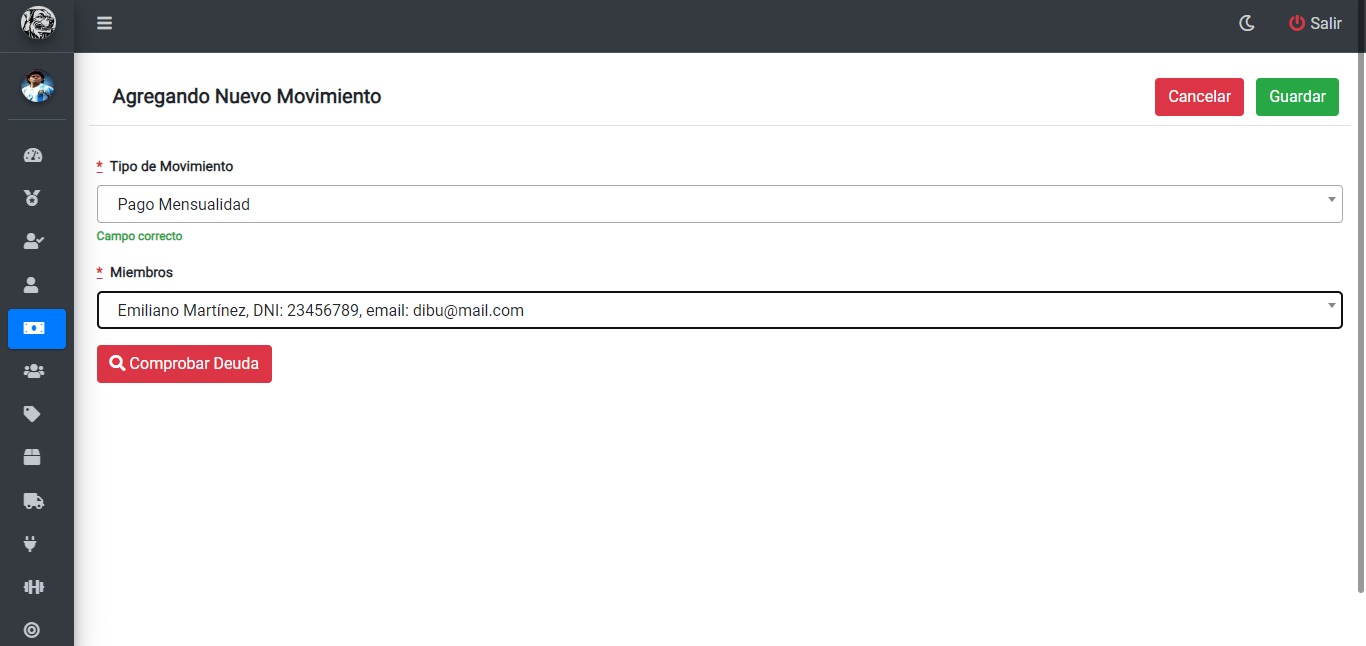 Salir
Agregando Nuevo Movimiento
Cancelar
Guardar
* Tipo de Movimiento
Pago Mensualidad
Campo correcto
* Miembros
Emiliano Martínez, DNI: 23456789, email: dibu@mail.com
Comprobar Deuda